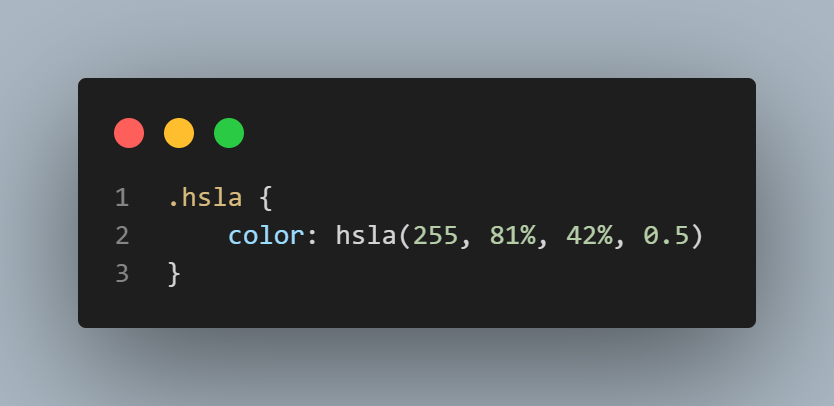 1 .hsla {
2     color: hsla(255, 81%, 42%, 0.5)
3 }